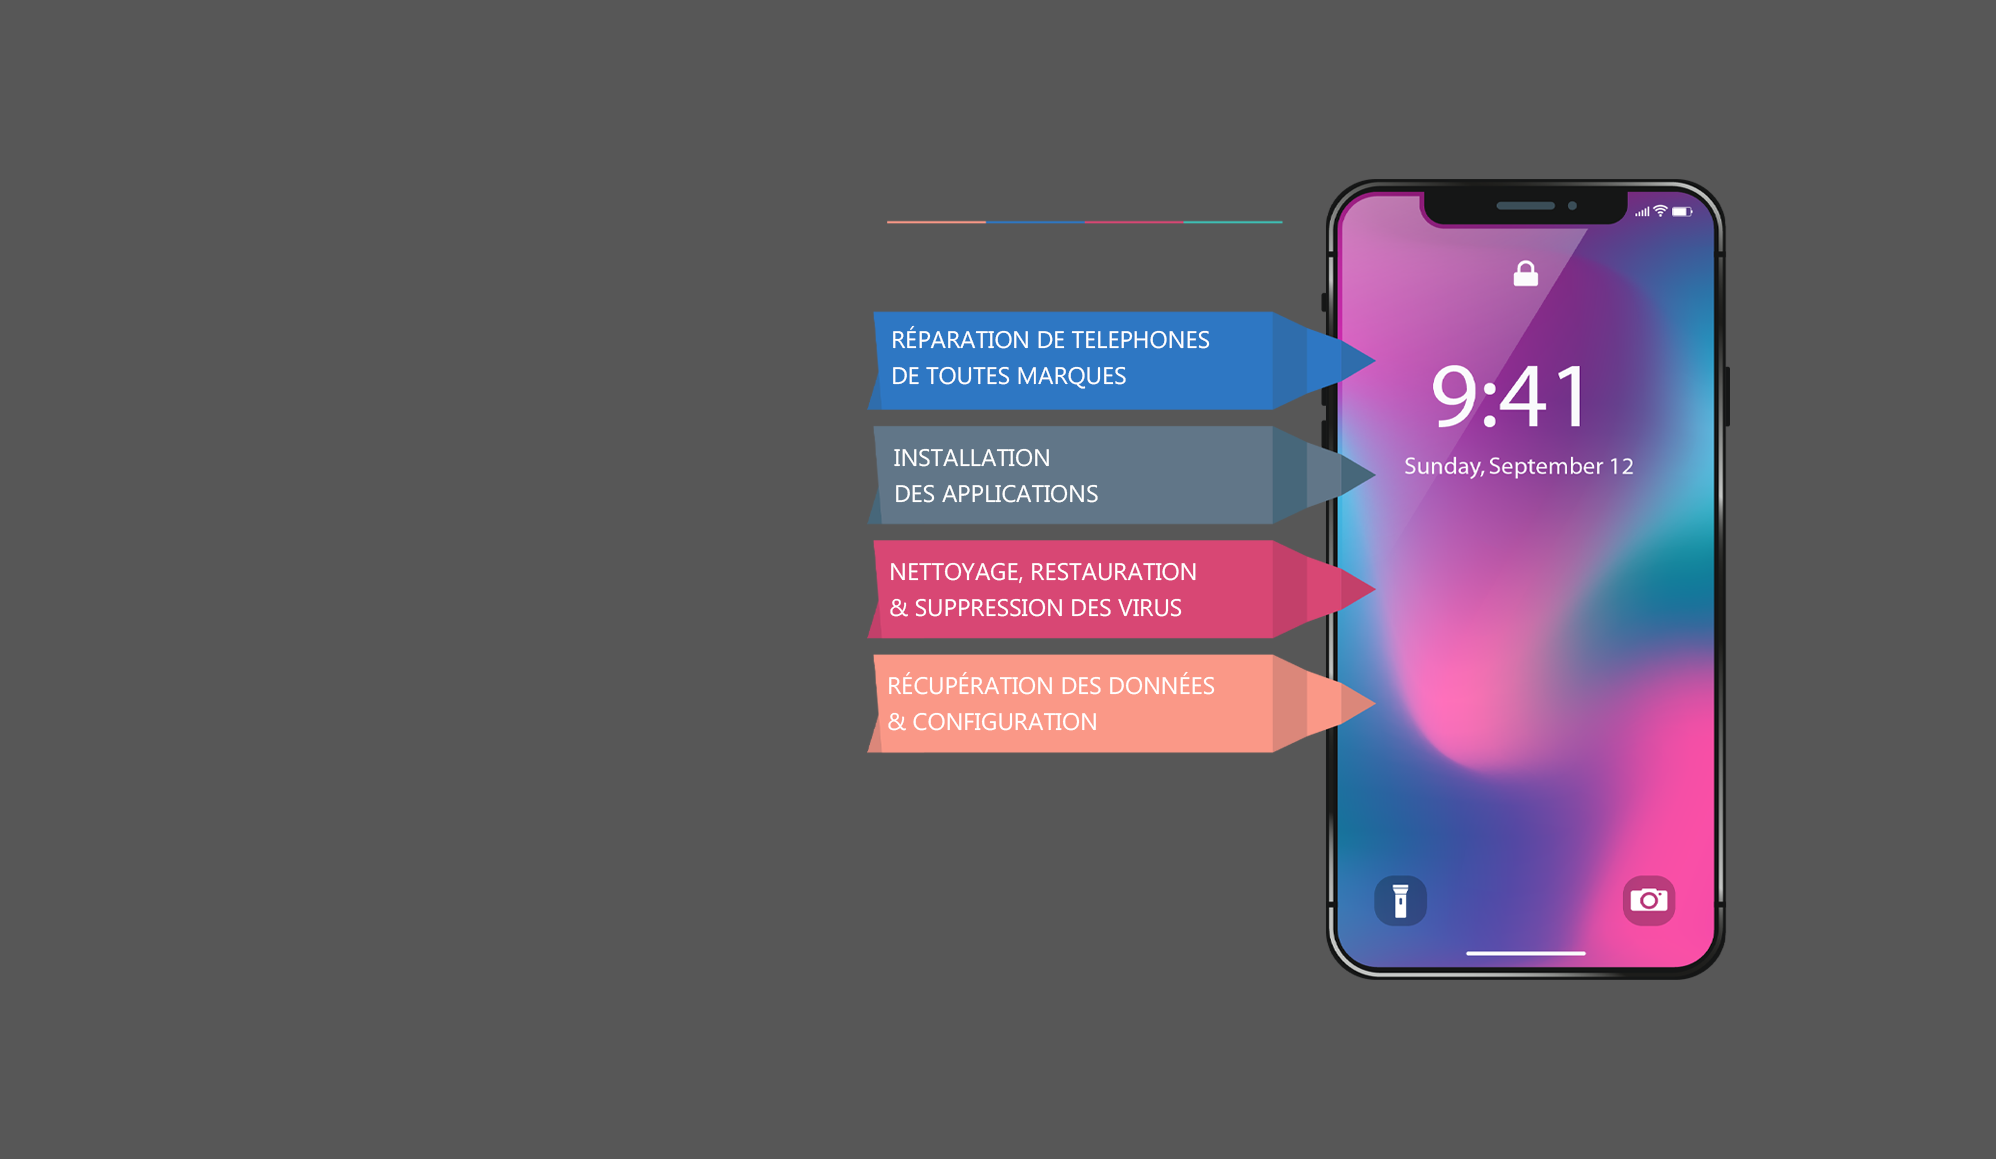 RÉPARATION DE TELEPHONES
DE TOUTES MARQUES
INSTALLATION
DES APPLICATIONS
NETTOYAGE, RESTAURATION
& SUPPRESSION DES VIRUS
RÉCUPÉRATION DES DONNÉES
& CONFIGURATION
9:41
Sunday, September 12